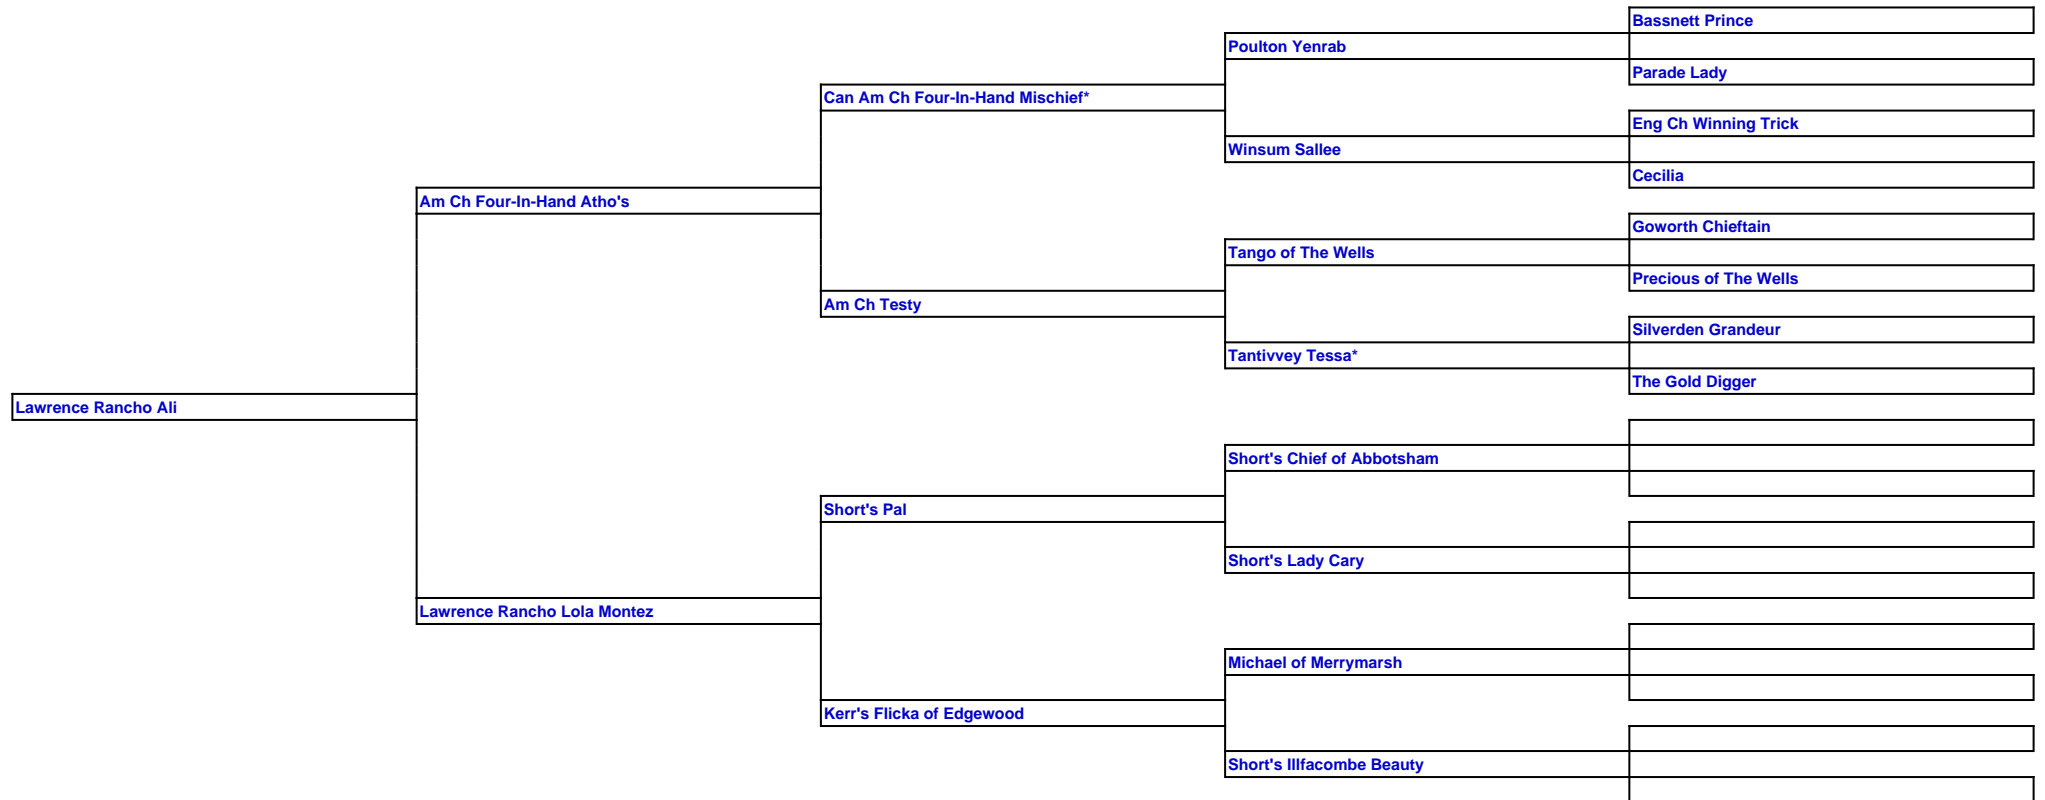 Bassnett Prince
Poulton Yenrab
Parade Lady
Can Am Ch Four-In-Hand Mischief*
Eng Ch Winning Trick
Winsum Sallee
Cecilia
Am Ch Four-In-Hand Atho's
Goworth Chieftain
Tango of The Wells
Precious of The Wells
Am Ch Testy
Silverden Grandeur
Tantivvey Tessa*
The Gold Digger
Lawrence Rancho Ali
Short's Chief of Abbotsham
Short's Pal
Short's Lady Cary
Lawrence Rancho Lola Montez
Michael of Merrymarsh
Kerr's Flicka of Edgewood
Short's Illfacombe Beauty